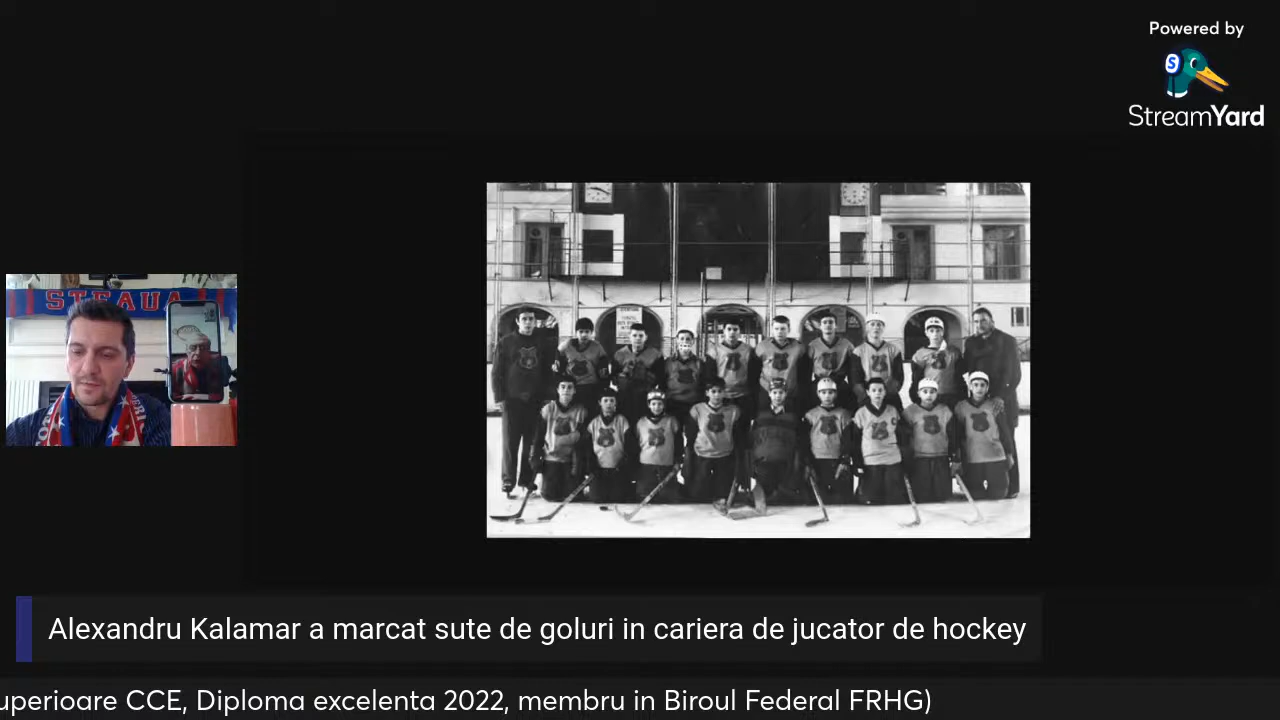 Powered by
S
StreamYard
STEAUA
Alexandru Kalamar a marcat sute de goluri in cariera de jucator de hockey
uperioare CCE, Diploma excelenta 2022, membru in Biroul Federal FRHG)